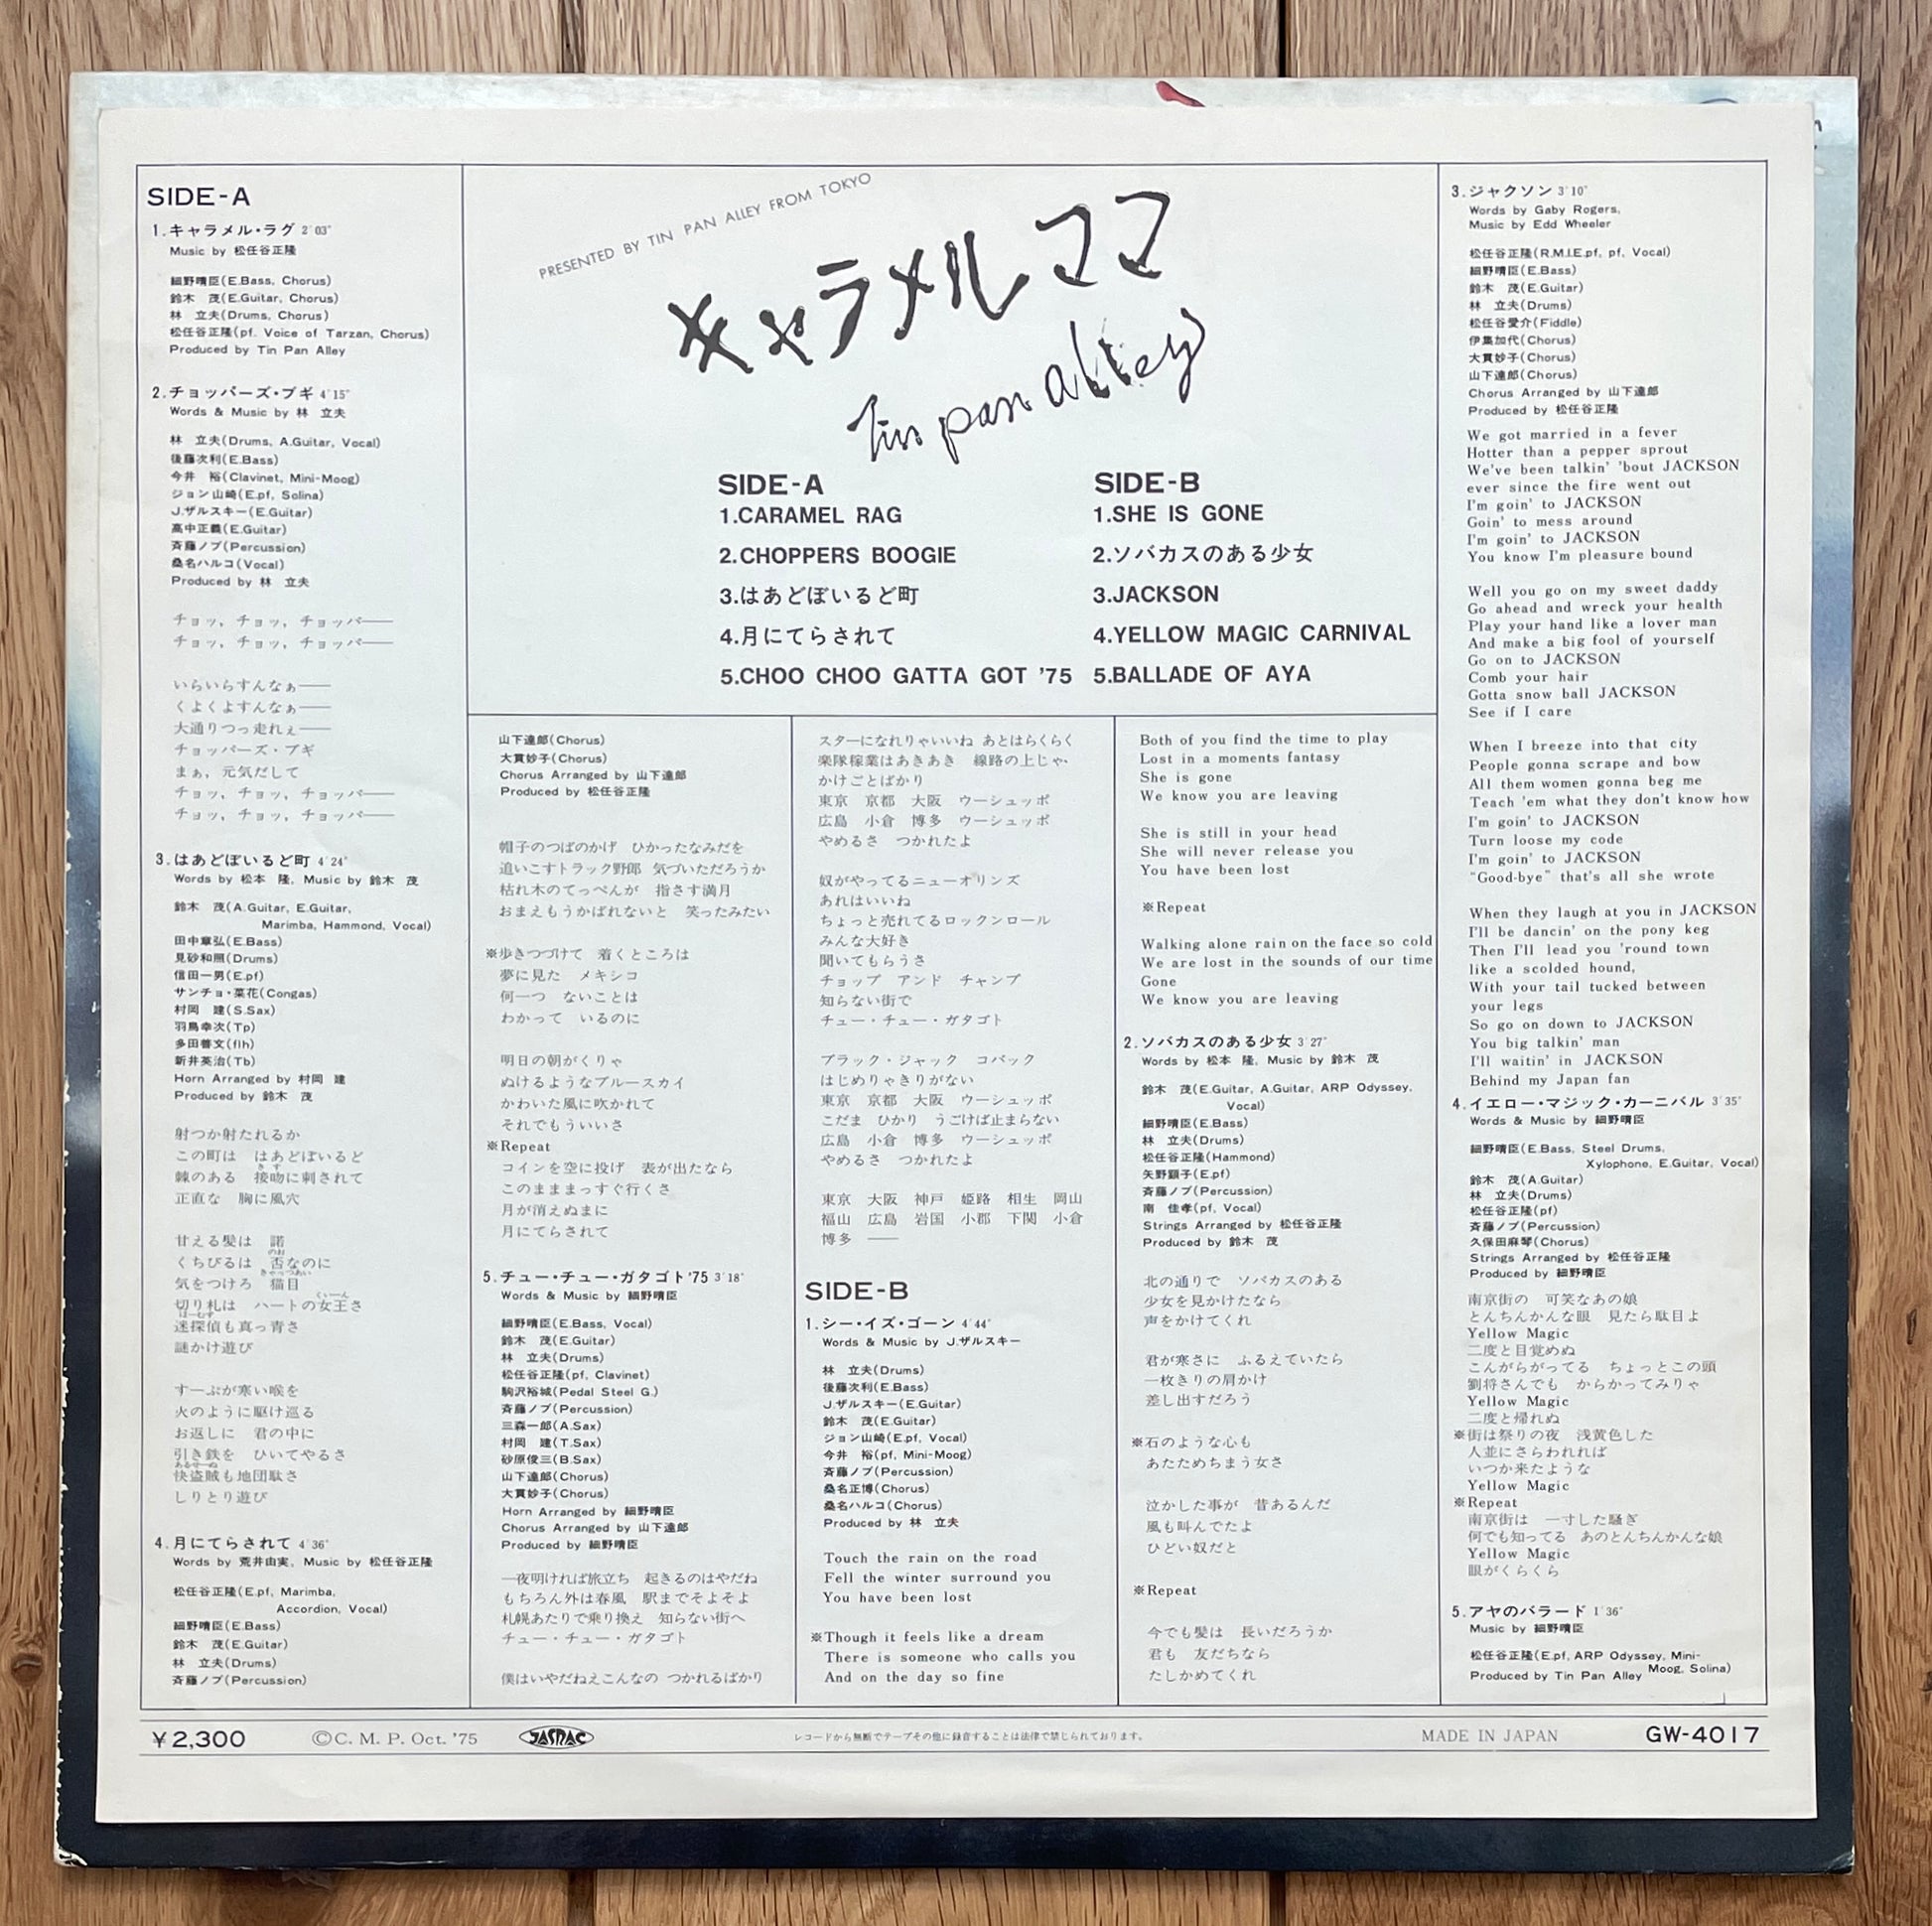 PRESENTED BY TIN PAN ALLEY FROM TOKYO
キャラメル ママ
Tin pan alley
SIDE-A
1.CARAMEL RAG
2.CHOPPERS BOOGIE
3.はあどぼいるど町
4.月にてらされて
5.CHOO CHOO GATTA GOT '75
SIDE-B
1.SHE IS GONE
2.ソバカスのある少女
3.JACKSON
4.YELLOW MAGIC CARNIVAL
5.BALLADE OF AYA
SIDE-A
1.キャラメル・ラグ 2′03″
Music by 松任谷正隆
細野晴臣(E.Bass, Chorus)
鈴木 茂(E.Guitar, Chorus)
林 立夫(Drums, Chorus)
松任谷正隆(pf. Voice of Tarzan, Chorus)
Produced by Tin Pan Alley
2.チョッパーズ・ブギ 4′15″
Words & Music by 林 立夫
林 立夫(Drums, A.Guitar, Vocal)
後藤次利(E.Bass)
今井 裕(Clavinet, Mini-Moog)
ジョン山崎(E.pf, Solina)
J.ザルスキー(E.Guitar)
高中正義(E.Guitar)
斉藤ノブ(Percussion)
桑名ハルコ(Vocal)
Produced by 林 立夫
チョッ,チョッ,チョッパ——
チョッ,チョッ,チョッパ——
いらいらすんなぁ——
くよくよすんなぁ——
大通りつっ走れぇ——
チョッパーズ・ブギ
まぁ,元気だして
チョッ,チョッ,チョッパ——
チョッ,チョッ,チョッパ——
3.はあどぼいるど町 4′24″
Words by 松本 隆, Music by 鈴木 茂
鈴木 茂(A.Guitar, E.Guitar,
Marimba, Hammond, Vocal)
田中章弘(E.Bass)
見砂和照(Drums)
信田一男(E.pf)
サンチョ・菜花(Congas)
村岡 建(S.Sax)
羽鳥幸次(Tp)
多田善文(flh)
新井英治(Tb)
Horn Arranged by 村岡 建
Produced by 鈴木 茂
射つか射たれるか
この町は はあどぼいるど
棘のある 接吻に刺されて
正直な 胸に風穴
甘える髪は 諾
くちびるは 否なのに
気をつけろ 猫目
切り札は ハートの女王さ
迷探偵も真っ青さ
謎かけ遊び
すーぷが寒い喉を
火のように駆け巡る
お返しに 君の中に
引き鉄を ひいてやるさ
快盗賊も地団駄さ
しりとり遊び
4.月にてらされて 4′36″
Words by 荒井由実, Music by 松任谷正隆
松任谷正隆(E.pf, Marimba,
Accordion, Vocal)
細野晴臣(E.Bass)
鈴木 茂(E.Guitar)
林 立夫(Drums)
斉藤ノブ(Percussion)
山下達郎(Chorus)
大貫妙子(Chorus)
Chorus Arranged by 山下達郎
Produced by 松任谷正隆
帽子のつばのかげ ひかったなみだを
追いこすトラック野郎 気づいただろうか
枯れ木のてっぺんが 指さす満月
おまえもうかばれないと 笑ったみたい
※歩きつづけて 着くところは
夢に見た メキシコ
何一つ ないことは
わかって いるのに
明日の朝がくりゃ
ぬけるようなブルースカイ
かわいた風に吹かれて
それでもういいさ
※Repeat
コインを空に投げ 表が出たなら
このまままっすぐ行くさ
月が消えぬまに
月にてらされて
5.チュー・チュー・ガタゴト'75 3′18″
Words & Music by 細野晴臣
細野晴臣(E.Bass, Vocal)
鈴木 茂(E.Guitar)
林 立夫(Drums)
松任谷正隆(pf, Clavinet)
駒沢裕城(Pedal Steel G.)
斉藤ノブ(Percussion)
三森一郎(A.Sax)
村岡 建(T.Sax)
砂原俊三(B.Sax)
山下達郎(Chorus)
大貫妙子(Chorus)
Horn Arranged by 細野晴臣
Chorus Arranged by 山下達郎
Produced by 細野晴臣
一夜明ければ旅立ち 起きるのはやだね
もちろん外は春風 駅までそよそよ
札幌あたりで乗り換え 知らない街へ
チュー・チュー・ガタゴト
僕はいやだねえこんなの つかれるばかり
スターになれりゃいいね あとはらくらく
楽隊稼業はあきあき 線路の上じゃ・
かけごとばかり
東京 京都 大阪 ウーシュッポ
広島 小倉 博多 ウーシュッポ
やめるさ つかれたよ
奴がやってるニューオリンズ
あれはいいね
ちょっと売れてるロックンロール
みんな大好き
聞いてもらうさ
チョップ アンド チャンプ
知らない街で
チュー・チュー・ガタゴト
ブラック・ジャック コバック
はじめりゃきりがない
東京 京都 大阪 ウーシュッポ
こだま ひかり うごけば止まらない
広島 小倉 博多 ウーシュッポ
やめるさ つかれたよ
東京 大阪 神戸 姫路 相生 岡山
福山 広島 岩国 小郡 下関 小倉
博多 ——
SIDE-B
1.シー・イズ・ゴーン 4′44″
Words & Music by J.ザルスキー
林 立夫(Drums)
後藤次利(E.Bass)
J.ザルスキー(E.Guitar)
鈴木 茂(E.Guitar)
ジョン山崎(E.pf, Vocal)
今井 裕(pf, Mini-Moog)
斉藤ノブ(Percussion)
桑名正博(Chorus)
桑名ハルコ(Chorus)
Produced by 林 立夫
Touch the rain on the road
Fell the winter surround you
You have been lost
※Though it feels like a dream
There is someone who calls you
And on the day so fine
Both of you find the time to play
Lost in a moments fantasy
She is gone
We know you are leaving
She is still in your head
She will never release you
You have been lost
※Repeat
Walking alone rain on the face so cold
We are lost in the sounds of our time
Gone
We know you are leaving
2.ソバカスのある少女 3′27″
Words by 松本 隆, Music by 鈴木 茂
鈴木 茂(E.Guitar, A.Guitar, ARP Odyssey.
Vocal)
細野晴臣(E.Bass)
林 立夫(Drums)
松任谷正隆(Hammond)
矢野顕子(E.pf)
斉藤ノブ(Percussion)
南 佳孝(pf, Vocal)
Strings Arranged by 松任谷正隆
Produced by 鈴木 茂
北の通りで ソバカスのある
少女を見かけたなら
声をかけてくれ
君が寒さに ふるえていたら
一枚きりの肩かけ
差し出すだろう
※石のような心も
あたためちまう女さ
泣かした事が 昔あるんだ
風も叫んでたよ
ひどい奴だと
※Repeat
今でも髪は 長いだろうか
君も 友だちなら
たしかめてくれ
3.ジャクソン 3′10″
Words by Gaby Rogers,
Music by Edd Wheeler
松任谷正隆(R.M.I.E.pf, pf, Vocal)
細野晴臣(E.Bass)
鈴木 茂(E.Guitar)
林 立夫(Drums)
松任谷愛介(Fiddle)
伊集加代(Chorus)
大貫妙子(Chorus)
山下達郎(Chorus)
Chorus Arranged by 山下達郎
Produced by 松任谷正隆
We got married in a fever
Hotter than a pepper sprout
We've been talkin' 'bout JACKSON
ever since the fire went out
I'm goin' to JACKSON
Goin' to mess around
I'm goin' to JACKSON
You know I'm pleasure bound
Well you go on my sweet daddy
Go ahead and wreck your health
Play your hand like a lover man
And make a big fool of yourself
Go on to JACKSON
Comb your hair
Gotta snow ball JACKSON
See if I care
When I breeze into that city
People gonna scrape and bow
All them women gonna beg me
Teach 'em what they don't know how
I'm goin' to JACKSON
Turn loose my code
I'm goin' to JACKSON
"Good-bye" that's all she wrote
When they laugh at you in JACKSON
I'll be dancin' on the pony keg
Then I'll lead you 'round town
like a scolded hound,
With your tail tucked between
your legs
So go on down to JACKSON
You big talkin' man
I'll waitin' in JACKSON
Behind my Japan fan
4.イエロー・マジック・カーニバル 3′35″
Words & Music by 細野晴臣
細野晴臣(E.Bass, Steel Drums,
Xylophone, E.Guitar, Vocal)
鈴木 茂(A.Guitar)
林 立夫(Drums)
松任谷正隆(pf)
斉藤ノブ(Percussion)
久保田麻琴(Chorus)
Strings Arranged by 松任谷正隆
Produced by 細野晴臣
南京街の 可笑なあの娘
とんちんかんな眼 見たら駄目よ
Yellow Magic
二度と目覚めぬ
こんがらがってる ちょっとこの頭
劉将さんでも からかってみりゃ
Yellow Magic
二度と帰れぬ
※街は祭りの夜 浅黄色した
人並にさらわれれば
いつか来たような
Yellow Magic
※Repeat
南京街は 一寸した騒ぎ
何でも知ってる あのとんちんかんな娘
Yellow Magic
眼がくらくら
5.アヤのバラード 1′36″
Music by 細野晴臣
松任谷正隆(E.pf, ARP Odyssey, Mini-
Moog, Solina)
Produced by Tin Pan Alley
¥2,300
©C. M. P. Oct. '75
JASRAC
レコードから無断でテープその他に録音することは法律で禁じられております。
MADE IN JAPAN
GW-4017